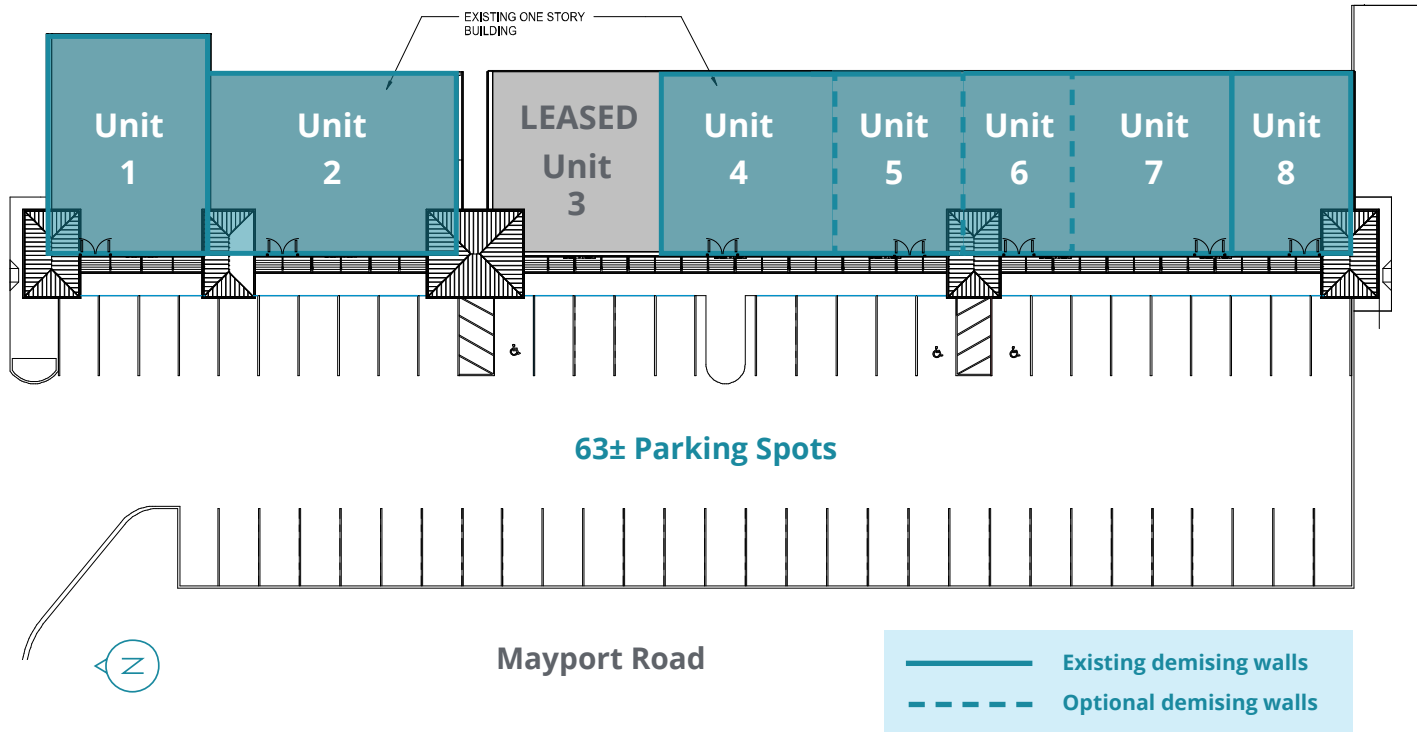 EXISTING ONE STORY
BUILDING
Unit
1
Unit
2
LEASED
Unit
3
Unit
4
Unit
5
Unit
6
Unit
7
Unit
8
63± Parking Spots
Mayport Road
N
Existing demising walls
Optional demising walls